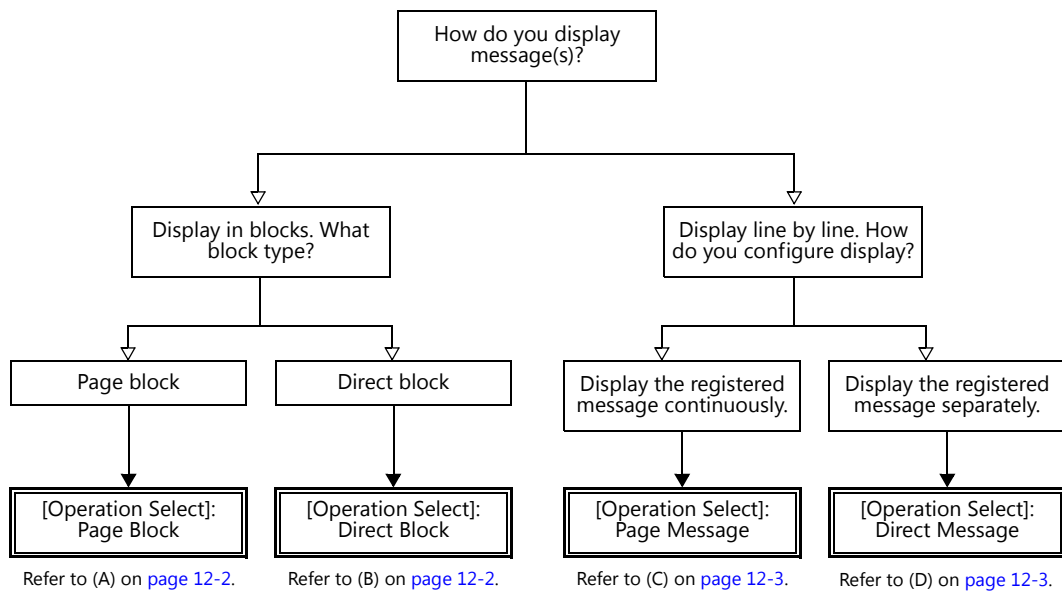 How do you display
message(s)?
Display in blocks. What
block type?
Display line by line. How
do you configure display?
Page block
Direct block
Display the registered
message continuously.
Display the registered
message separately.
[Operation Select]:
Page Block
[Operation Select]:
Direct Block
[Operation Select]:
Page Message
[Operation Select]:
Direct Message
Refer to (A) on page 12-2.
Refer to (B) on page 12-2.
Refer to (C) on page 12-3.
Refer to (D) on page 12-3.